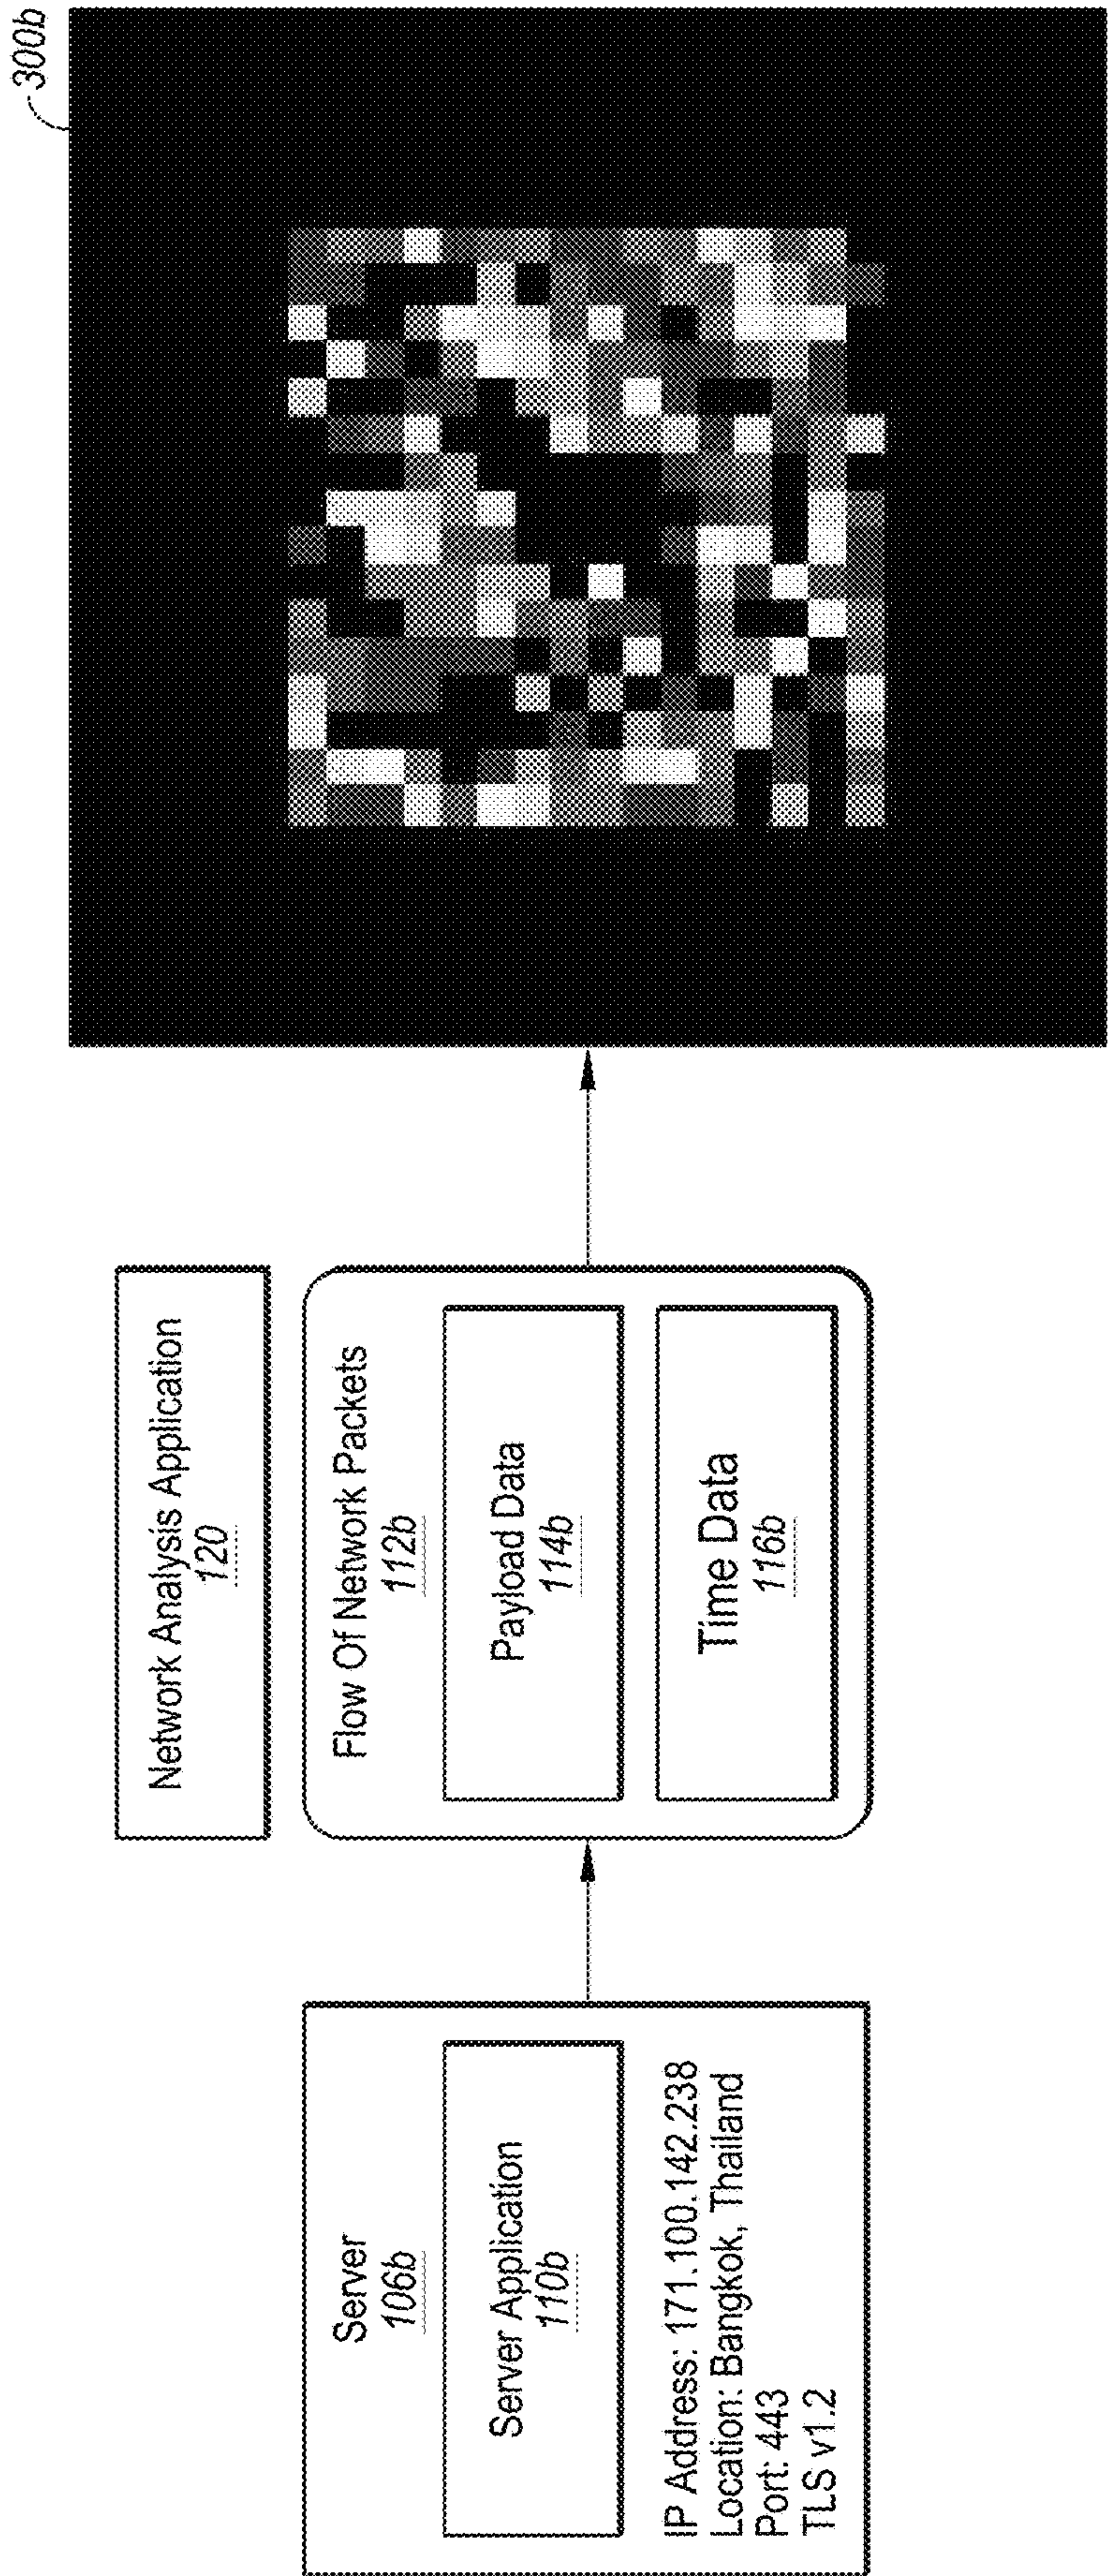 Server
106b
Server Application
110b
IP Address: 171.100.142.238
Location: Bangkok, Thailand
Port: 443
TLS v1.2
Network Analysis Application
120
Flow Of Network Packets
112b
Payload Data
114b
Time Data
116b
300b